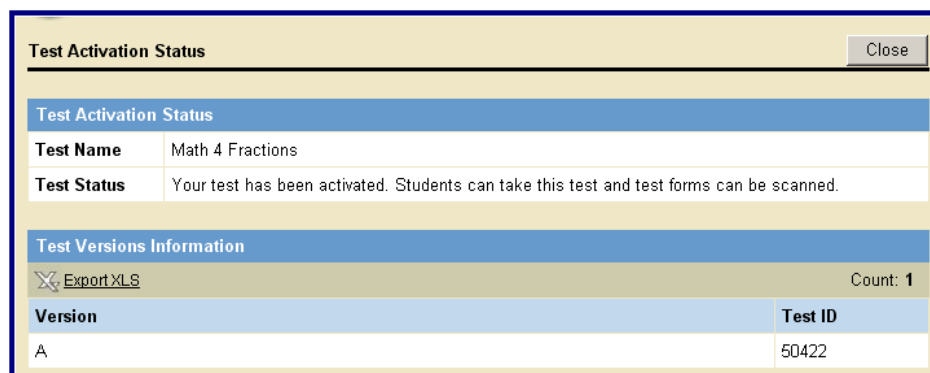 Test Activation Status Close
Test Activation Status
Test Name Math 4 Fractions
Test Status Your test has been activated. Students can take this test and test forms can be scanned.
Test Versions Information
Export XLS Count: 1
Version Test ID
A 50422